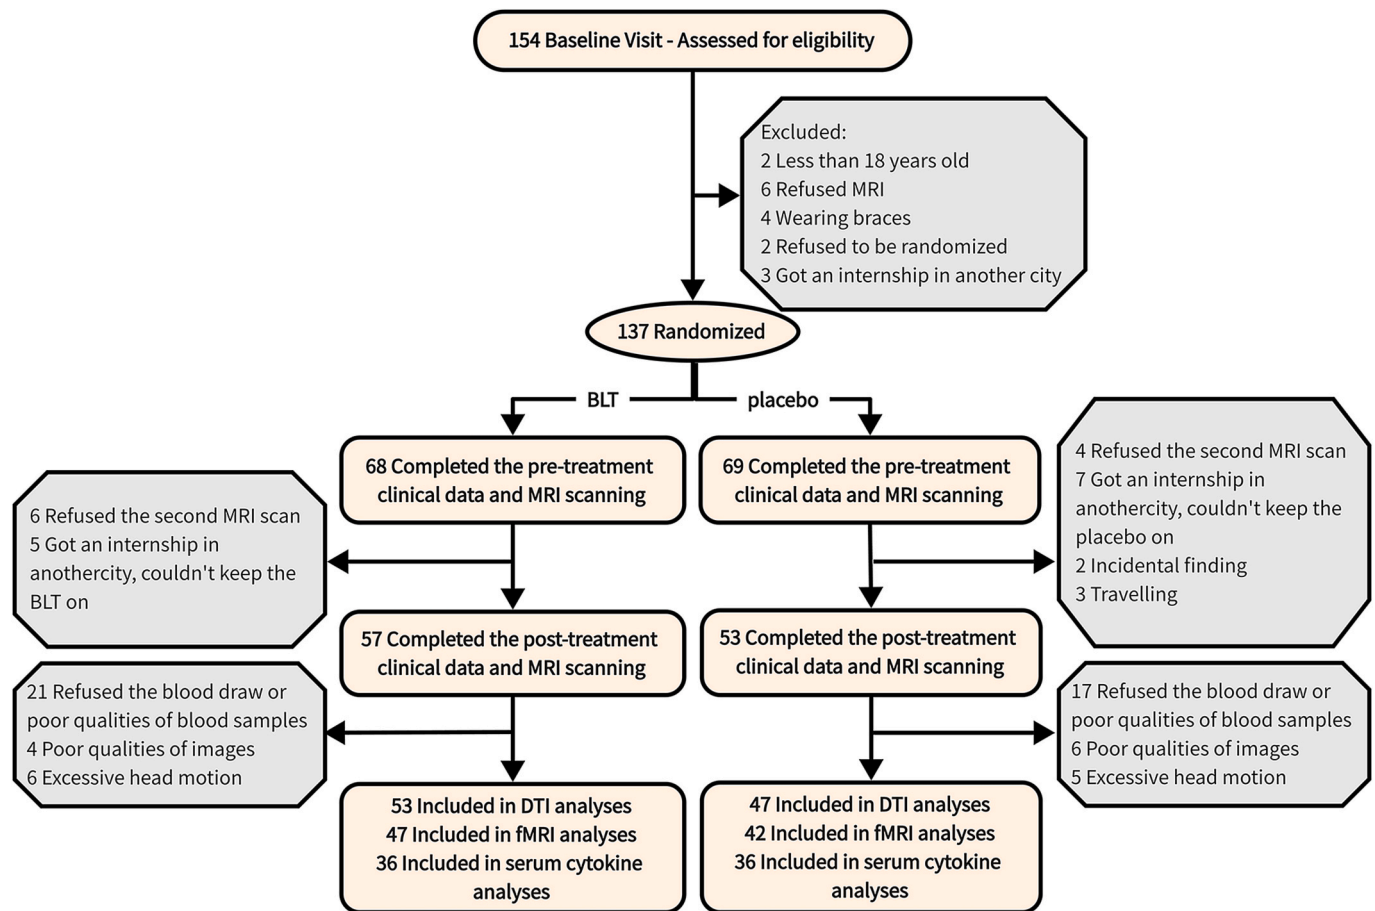 154 Baseline Visit - Assessed for eligibility
Excluded:
2 Less than 18 years old
6 Refused MRI
4 Wearing braces
2 Refused to be randomized
3 Got an internship in another city
137 Randomized
BLT
placebo
68 Completed the pre-treatment
clinical data and MRI scanning
69 Completed the pre-treatment
clinical data and MRI scanning
6 Refused the second MRI scan
5 Got an internship in
anothercity, couldn't keep the
BLT on
4 Refused the second MRI scan
7 Got an internship in
anothercity, couldn't keep the
placebo on
2 Incidental finding
3 Travelling
57 Completed the post-treatment
clinical data and MRI scanning
53 Completed the post-treatment
clinical data and MRI scanning
21 Refused the blood draw or
poor qualities of blood samples
4 Poor qualities of images
6 Excessive head motion
17 Refused the blood draw or
poor qualities of blood samples
6 Poor qualities of images
5 Excessive head motion
53 Included in DTI analyses
47 Included in fMRI analyses
36 Included in serum cytokine
analyses
47 Included in DTI analyses
42 Included in fMRI analyses
36 Included in serum cytokine
analyses